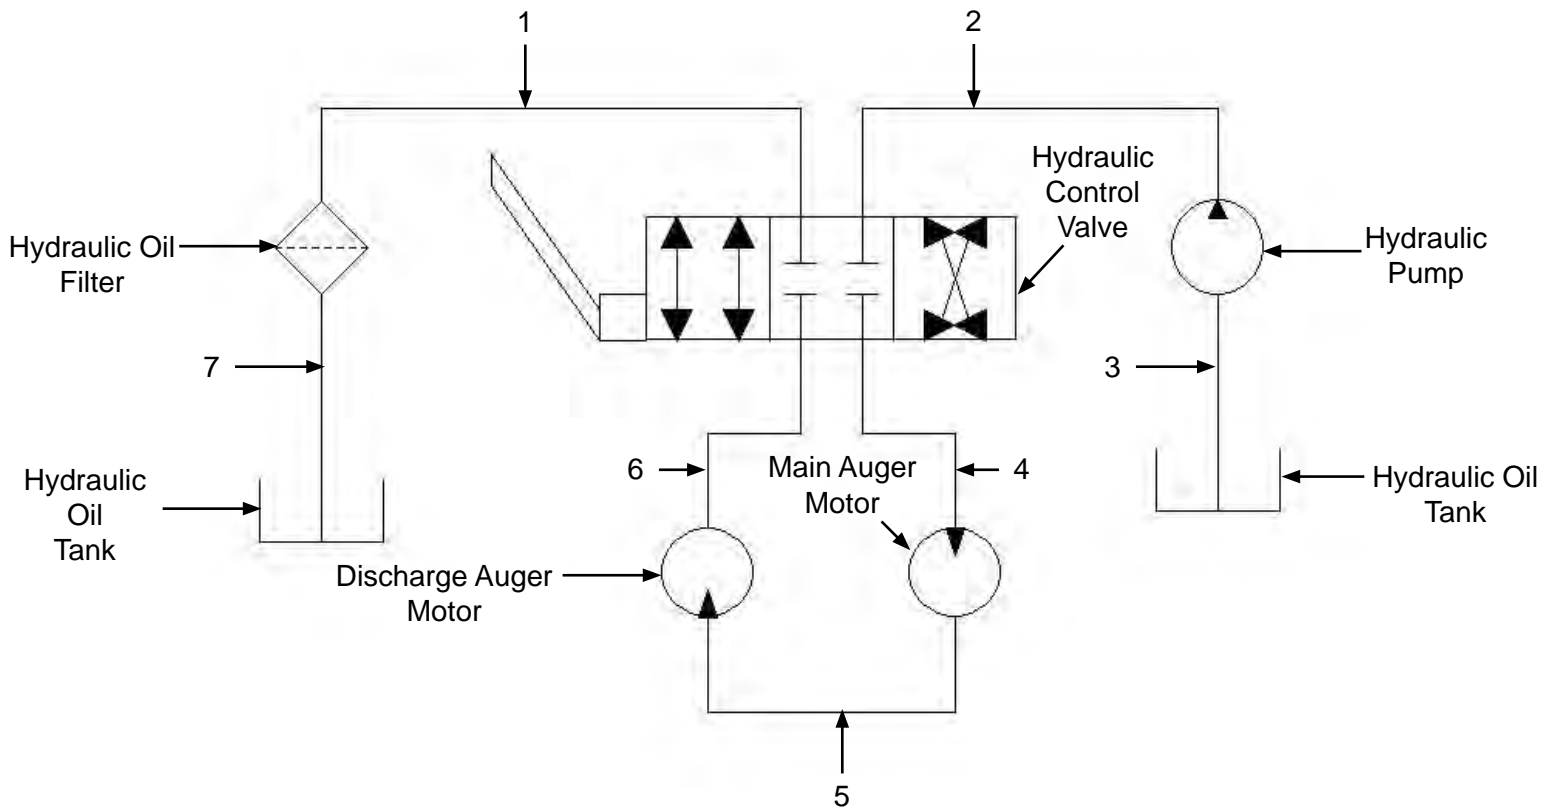 1
2
Hydraulic
Control
Valve
Hydraulic Oil
Filter
Hydraulic
Pump
7
3
Hydraulic
Oil
Tank
6
Main Auger
Motor
4
Hydraulic Oil
Tank
Discharge Auger
Motor
5